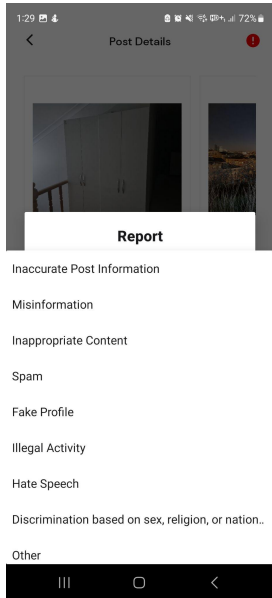 1:29
72%
Post Details
Report
Inaccurate Post Information
Misinformation
Inappropriate Content
Spam
Fake Profile
Illegal Activity
Hate Speech
Discrimination based on sex, religion, or nation..
Other